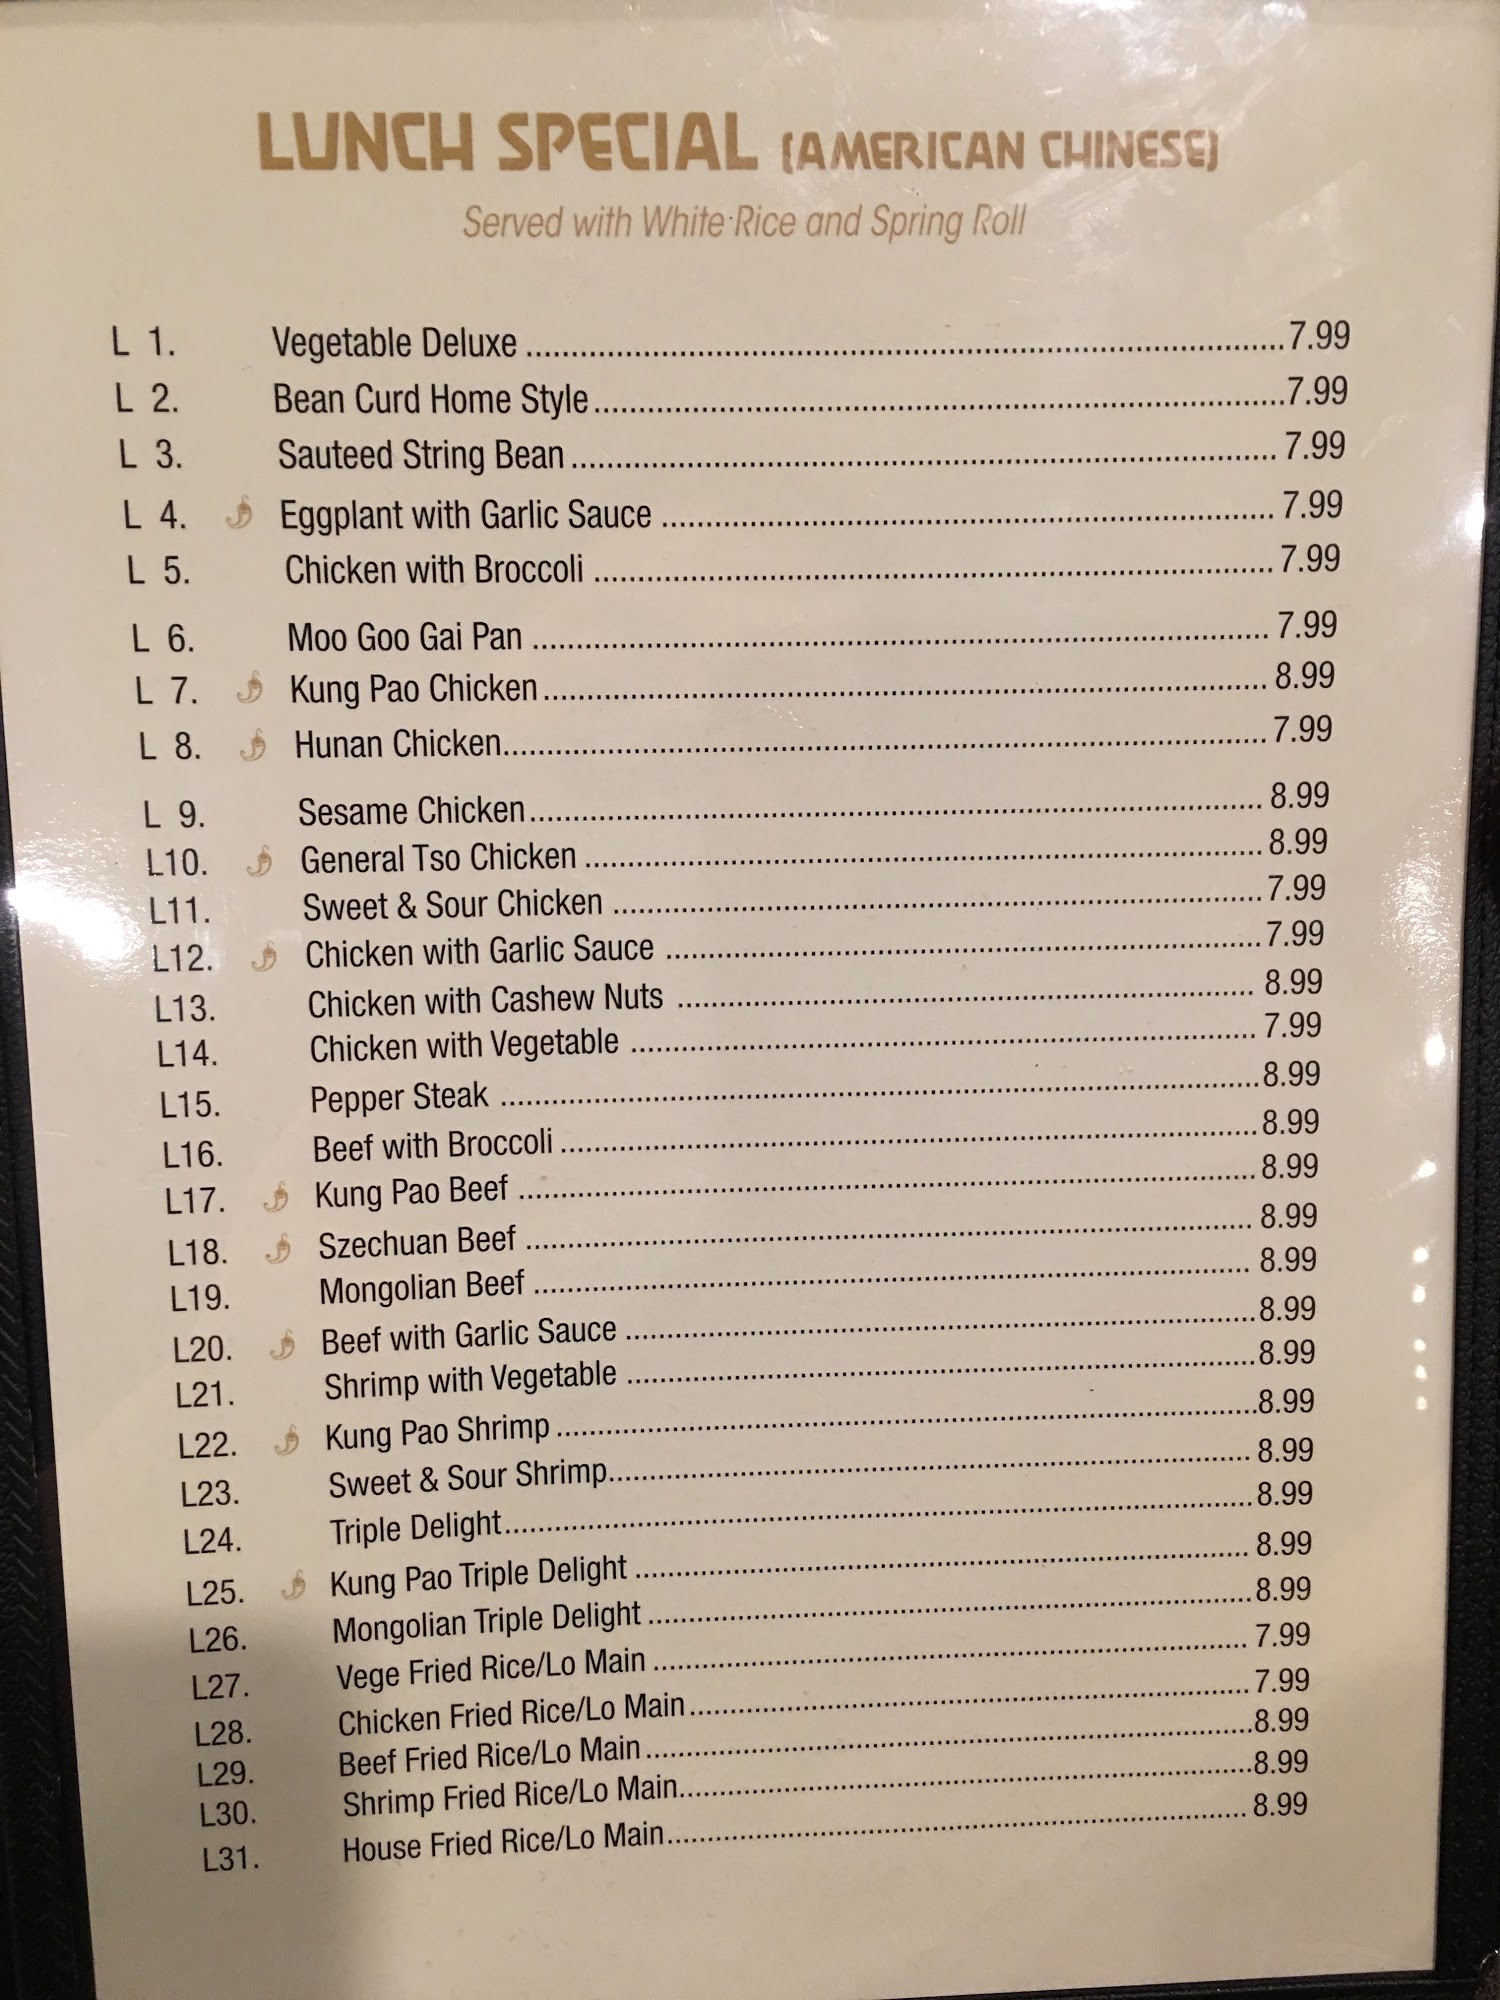 LUNCH SPECIAL (AMERICAN CHINESE)
Served with White Rice and Spring Roll
L 1. Vegetable Deluxe 7.99
L 2. Bean Curd Home Style 7.99
L 3. Sauteed String Bean 7.99
L 4. Eggplant with Garlic Sauce 7.99
L 5. Chicken with Broccoli 7.99
L 6. Moo Goo Gai Pan 7.99
L 7. Kung Pao Chicken 8.99
L 8. Hunan Chicken 7.99
L 9. Sesame Chicken 8.99
L10. General Tso Chicken 8.99
L11. Sweet & Sour Chicken 7.99
L12. Chicken with Garlic Sauce 7.99
L13. Chicken with Cashew Nuts 8.99
L14. Chicken with Vegetable 7.99
L15. Pepper Steak 8.99
L16. Beef with Broccoli 8.99
L17. Kung Pao Beef 8.99
L18. Szechuan Beef 8.99
L19. Mongolian Beef 8.99
L20. Beef with Garlic Sauce 8.99
L21. Shrimp with Vegetable 8.99
L22. Kung Pao Shrimp 8.99
L23. Sweet & Sour Shrimp 8.99
L24. Triple Delight 8.99
L25. Kung Pao Triple Delight 8.99
L26. Mongolian Triple Delight 8.99
L27. Vege Fried Rice/Lo Main 7.99
L28. Chicken Fried Rice/Lo Main 7.99
L29. Beef Fried Rice/Lo Main 8.99
L30. Shrimp Fried Rice/Lo Main 8.99
L31. House Fried Rice/Lo Main 8.99